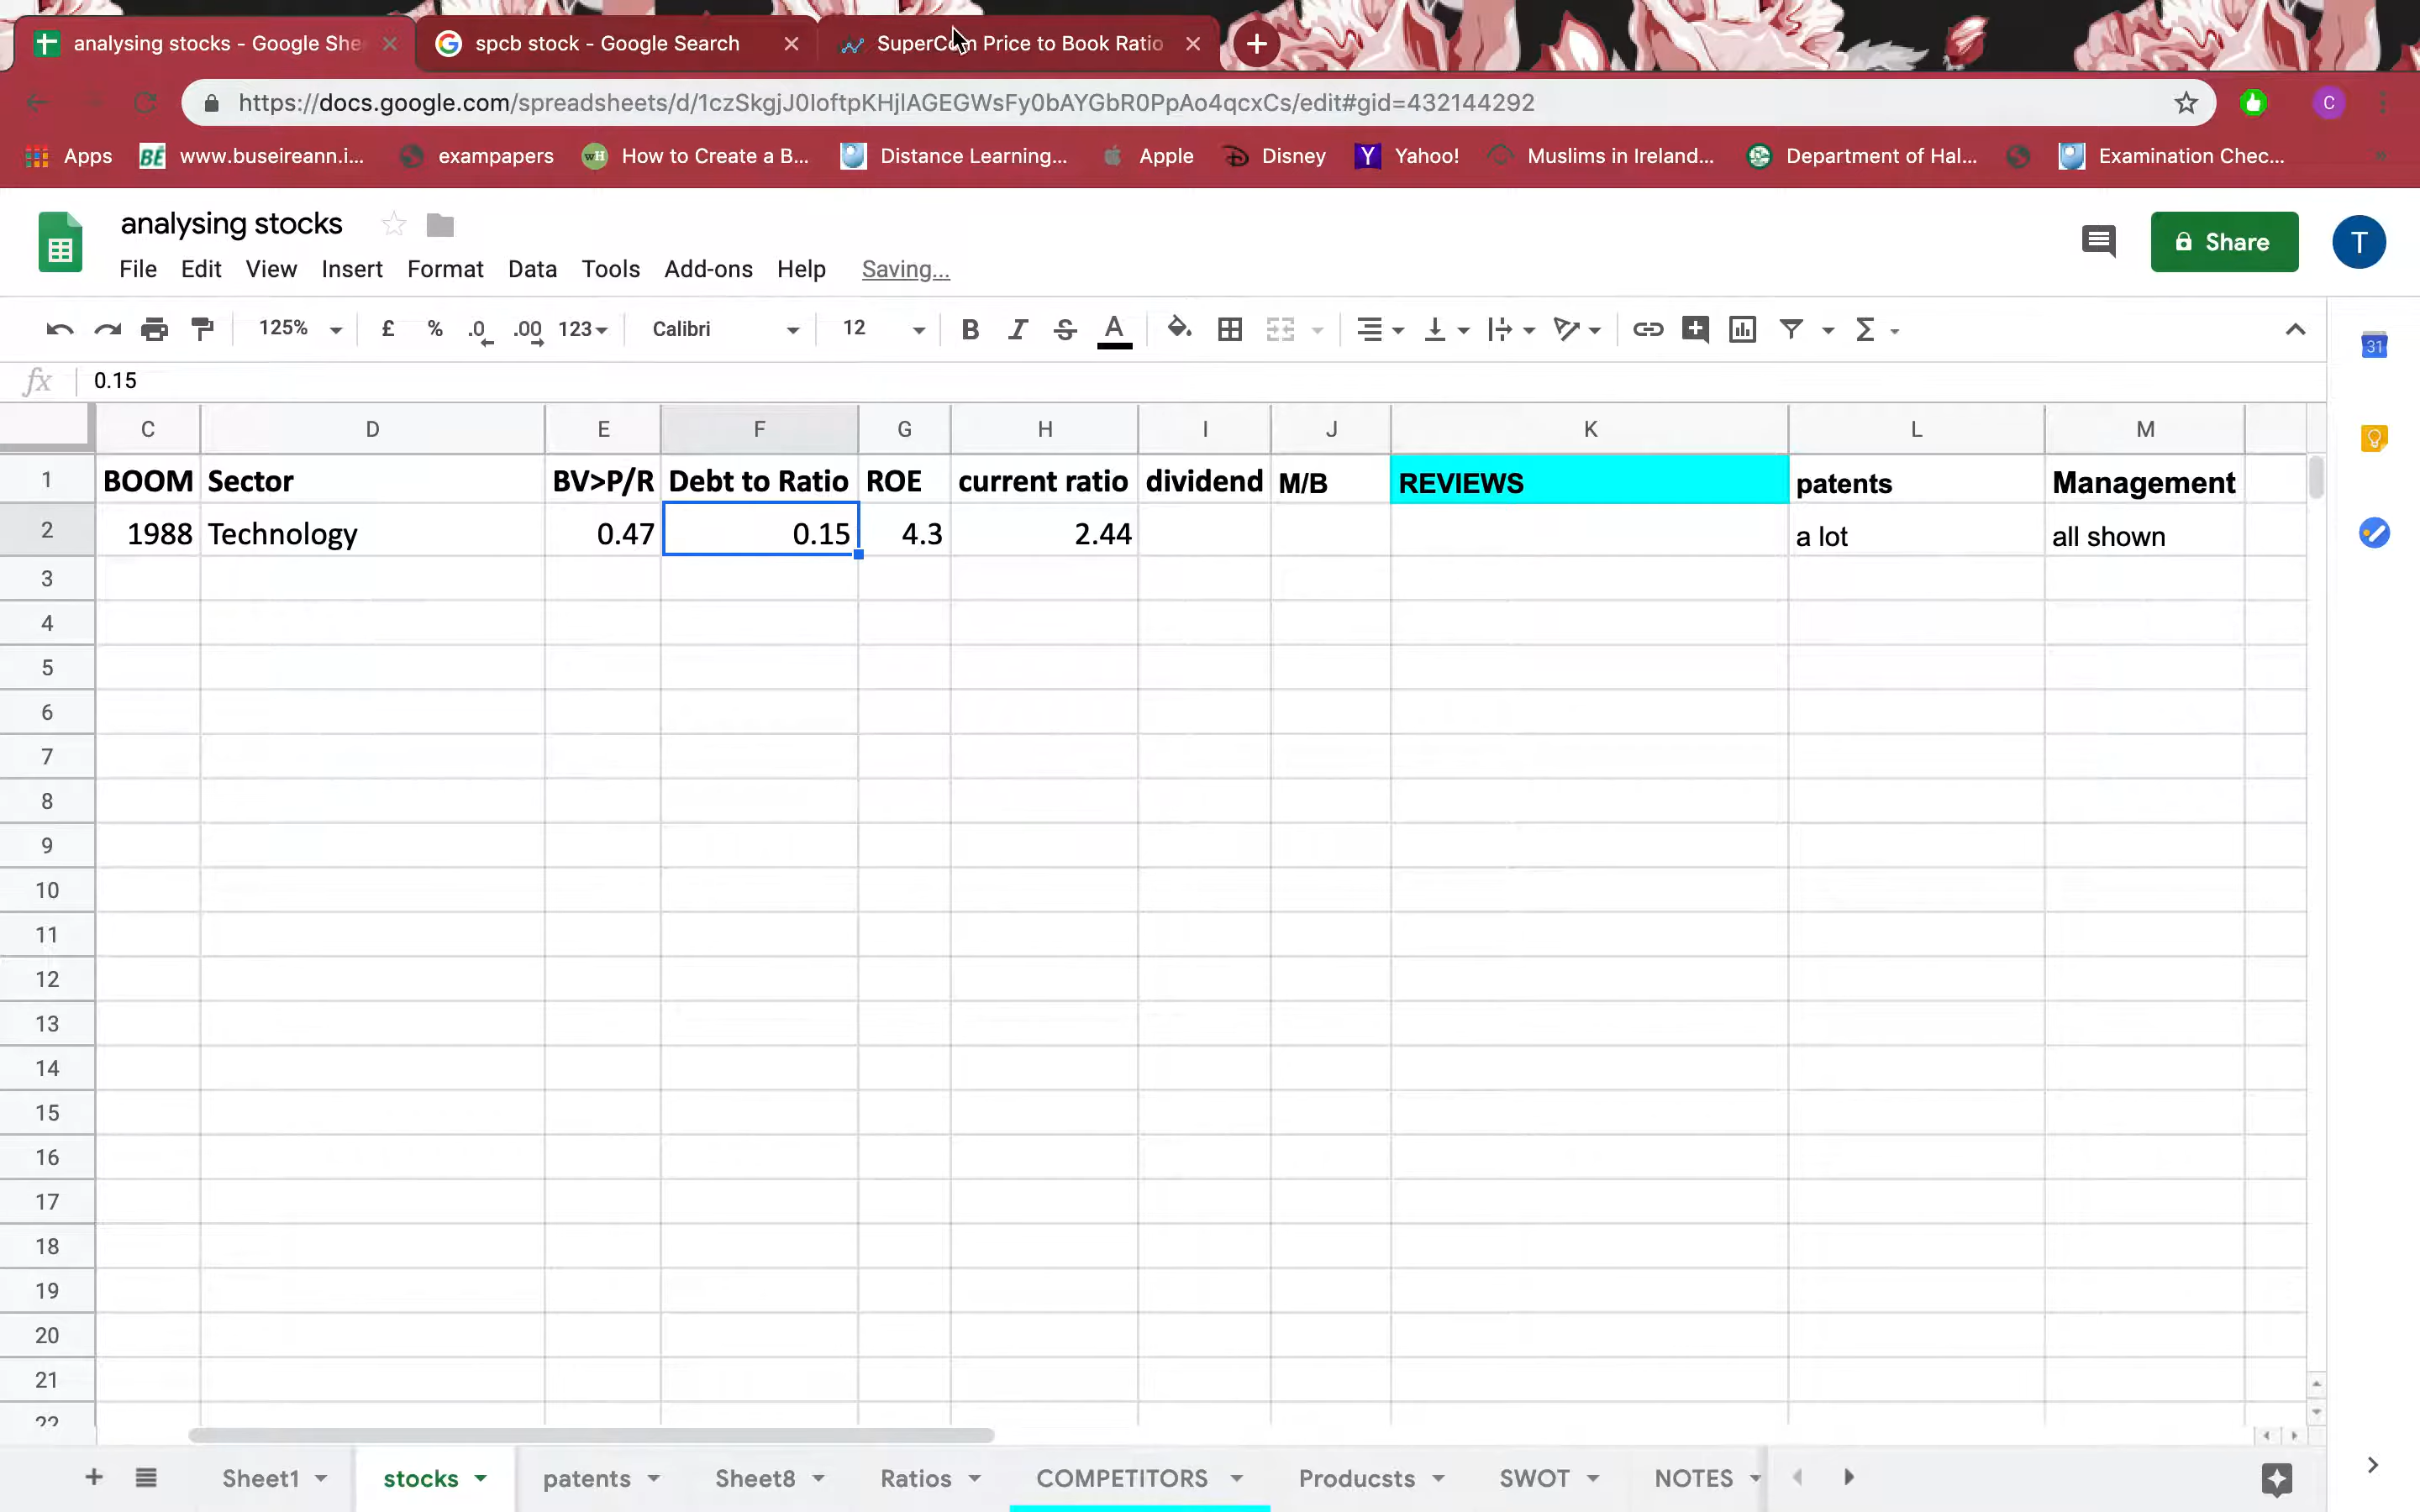 analysing stocks - Google She
spcb stock - Google Search
SuperCom Price to Book Ratio
https://docs.google.com/spreadsheets/d/1czSkgjJ0IoftpKHjlAGEGWsFy0bAYGbR0PpAo4qcxCs/edit#gid=432144292
C
Apps
BÉ www.buseireann.i...
exampapers
wH How to Create a B...
Distance Learning...
Apple
Disney
Yahoo!
Muslims in Ireland...
Department of Hal...
Examination Chec...
analysing stocks
Share
T
File Edit View Insert Format Data Tools Add-ons Help Saving...
125% £ % .0 .00 123 Calibri 12 B I S A
31
fx 0.15
C D E F G H I J K L M
1 BOOM Sector BV>P/R Debt to Ratio ROE current ratio dividend M/B REVIEWS patents Management
2 1988 Technology 0.47 0.15 4.3 2.44 a lot all shown
3
4
5
6
7
8
9
10
11
12
13
14
15
16
17
18
19
20
21
22
Sheet1 stocks patents Sheet8 Ratios COMPETITORS Producsts SWOT NOTES